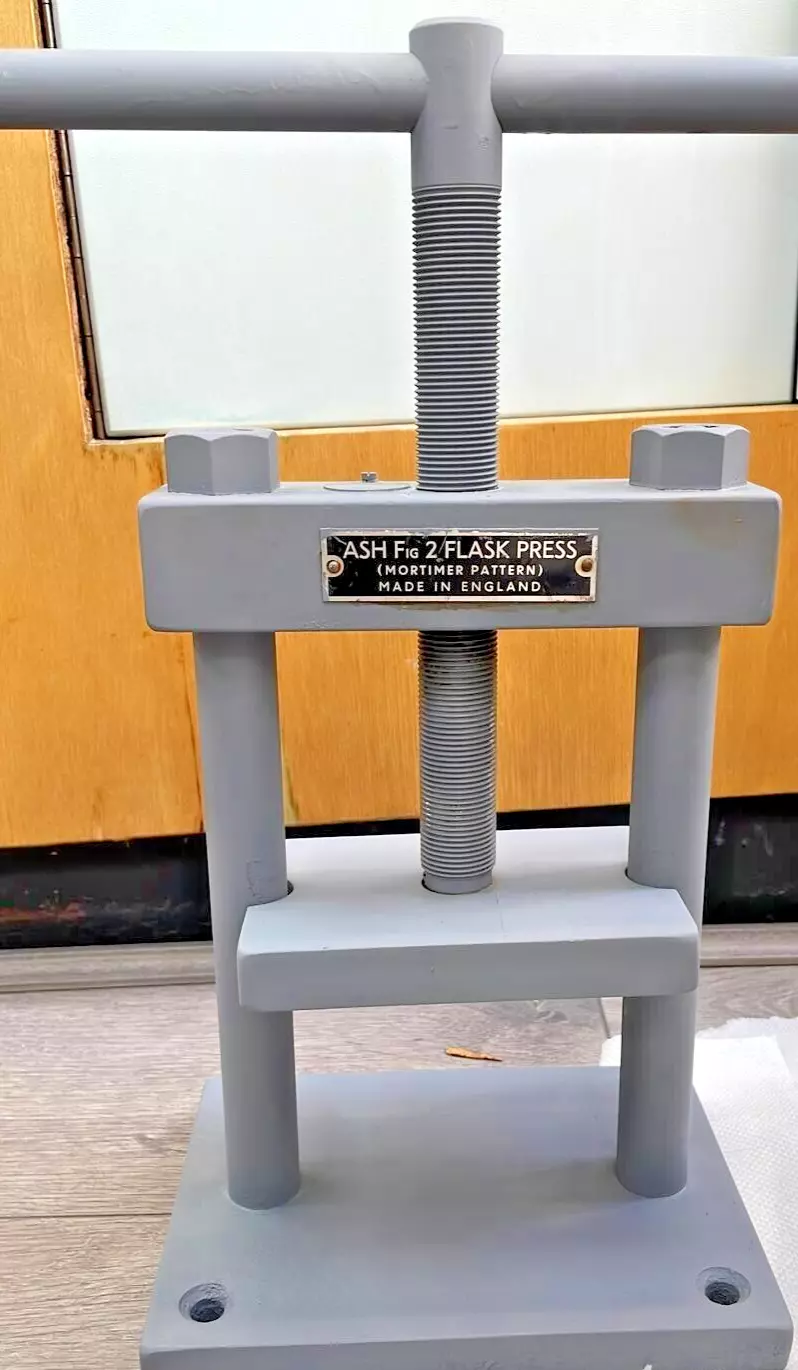 ASH FIG 2 FLASK PRESS
(MORTIMER PATTERN)
MADE IN ENGLAND